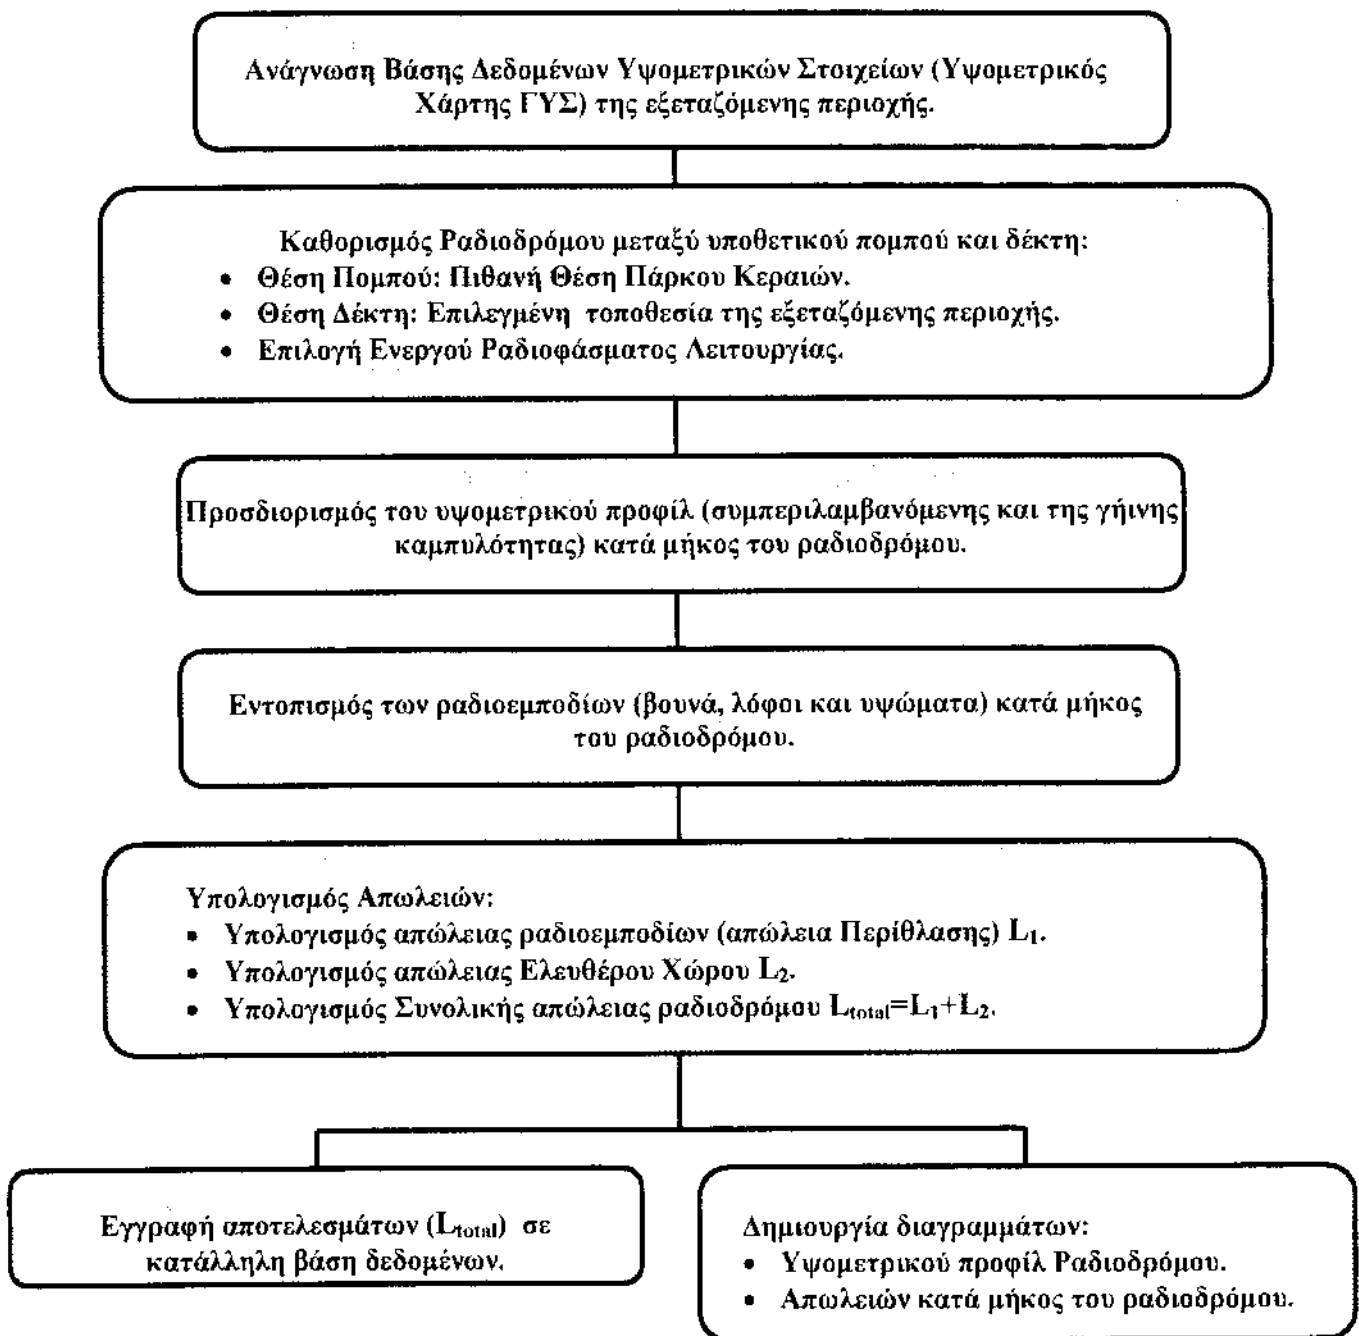 Ανάγνωση Βάσης Δεδομένων Υψομετρικών Στοιχείων (Υψομετρικός
Χάρτης ΓΥΣ) της εξεταζόμενης περιοχής.
Καθορισμός Ραδιοδρόμου μεταξύ υποθετικού πομπού και δέκτη:
• Θέση Πομπού: Πιθανή Θέση Πάρκου Κεραιών.
• Θέση Δέκτη: Επιλεγμένη τοποθεσία της εξεταζόμενης περιοχής.
• Επιλογή Ενεργού Ραδιοφάσματος Λειτουργίας.
Προσδιορισμός του υψομετρικού προφίλ (συμπεριλαμβανόμενης και της γήινης
καμπυλότητας) κατά μήκος του ραδιοδρόμου.
Εντοπισμός των ραδιοεμποδίων (βουνά, λόφοι και υψώματα) κατά μήκος
του ραδιοδρόμου.
Υπολογισμός Απωλειών:
• Υπολογισμός απώλειας ραδιοεμποδίων (απώλεια Περίθλασης) L₁.
• Υπολογισμός απώλειας Ελευθέρου Χώρου L₂.
• Υπολογισμός Συνολικής απώλειας ραδιοδρόμου Ltotal=L₁+L₂.
Εγγραφή αποτελεσμάτων (Ltotal) σε
κατάλληλη βάση δεδομένων.
Δημιουργία διαγραμμάτων:
• Υψομετρικού προφίλ Ραδιοδρόμου.
• Απωλειών κατά μήκος του ραδιοδρόμου.